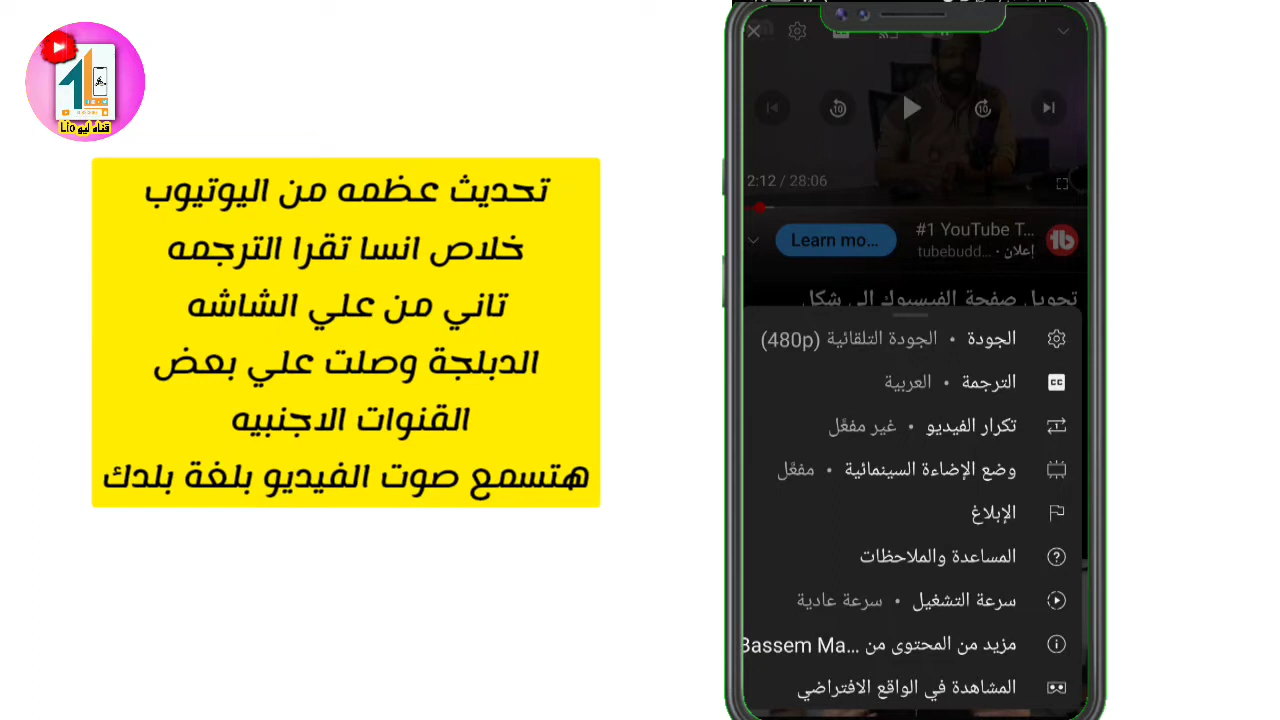 قناه ليو Lio
تحديث عظمه من اليوتيوب
خلاص انسا تقرا الترجمه
تاني من علي الشاشه
الدبلجة وصلت علي بعض
القنوات الاجنبيه
هتسمع صوت الفيديو بلغة بلدك
10 10
2:12 / 28:06
Learn mo...
#1 YouTube T...
إعلان • tubebudd...
تحويل صفحة الفيسبوك الى شكل
الجودة • الجودة التلقائية (480p)
الترجمة • العربية
تكرار الفيديو • غير مفعَّل
وضع الإضاءة السينمائية • مفعَّل
الإبلاغ
المساعدة والملاحظات
سرعة التشغيل • سرعة عادية
مزيد من المحتوى من Bassem Ma...
المشاهدة في الواقع الافتراضي